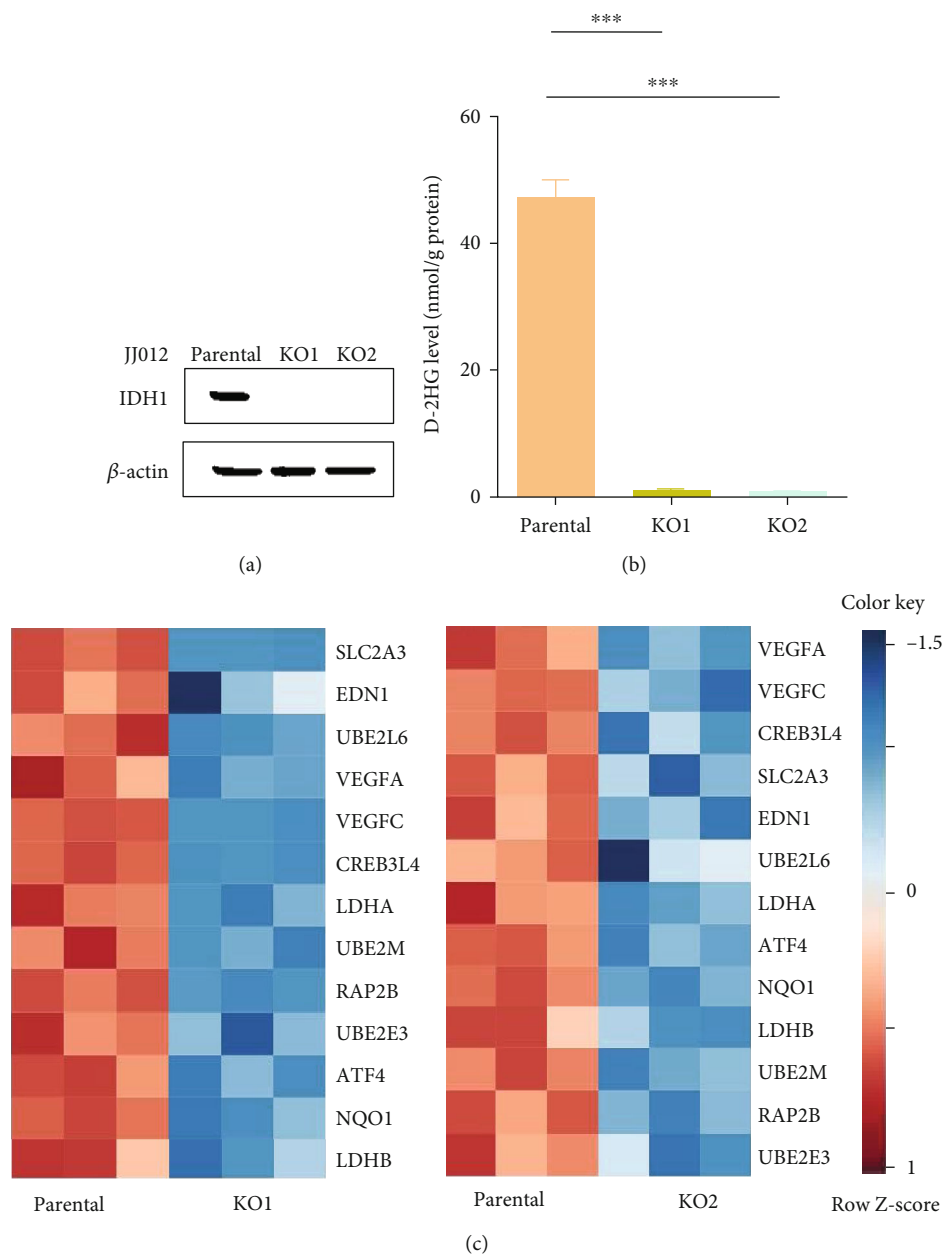 JJ012 Parental KO1 KO2
IDH1
β-actin
(a)
***
***
D-2HG level (nmol/g protein)
60
40
20
0
Parental KO1 KO2
(b)
SLC2A3
EDN1
UBE2L6
VEGFA
VEGFC
CREB3L4
LDHA
UBE2M
RAP2B
UBE2E3
ATF4
NQO1
LDHB
Parental KO1
VEGFA
VEGFC
CREB3L4
SLC2A3
EDN1
UBE2L6
LDHA
ATF4
NQO1
LDHB
UBE2M
RAP2B
UBE2E3
Parental KO2
Color key
–1.5
0
1
Row Z-score
(c)